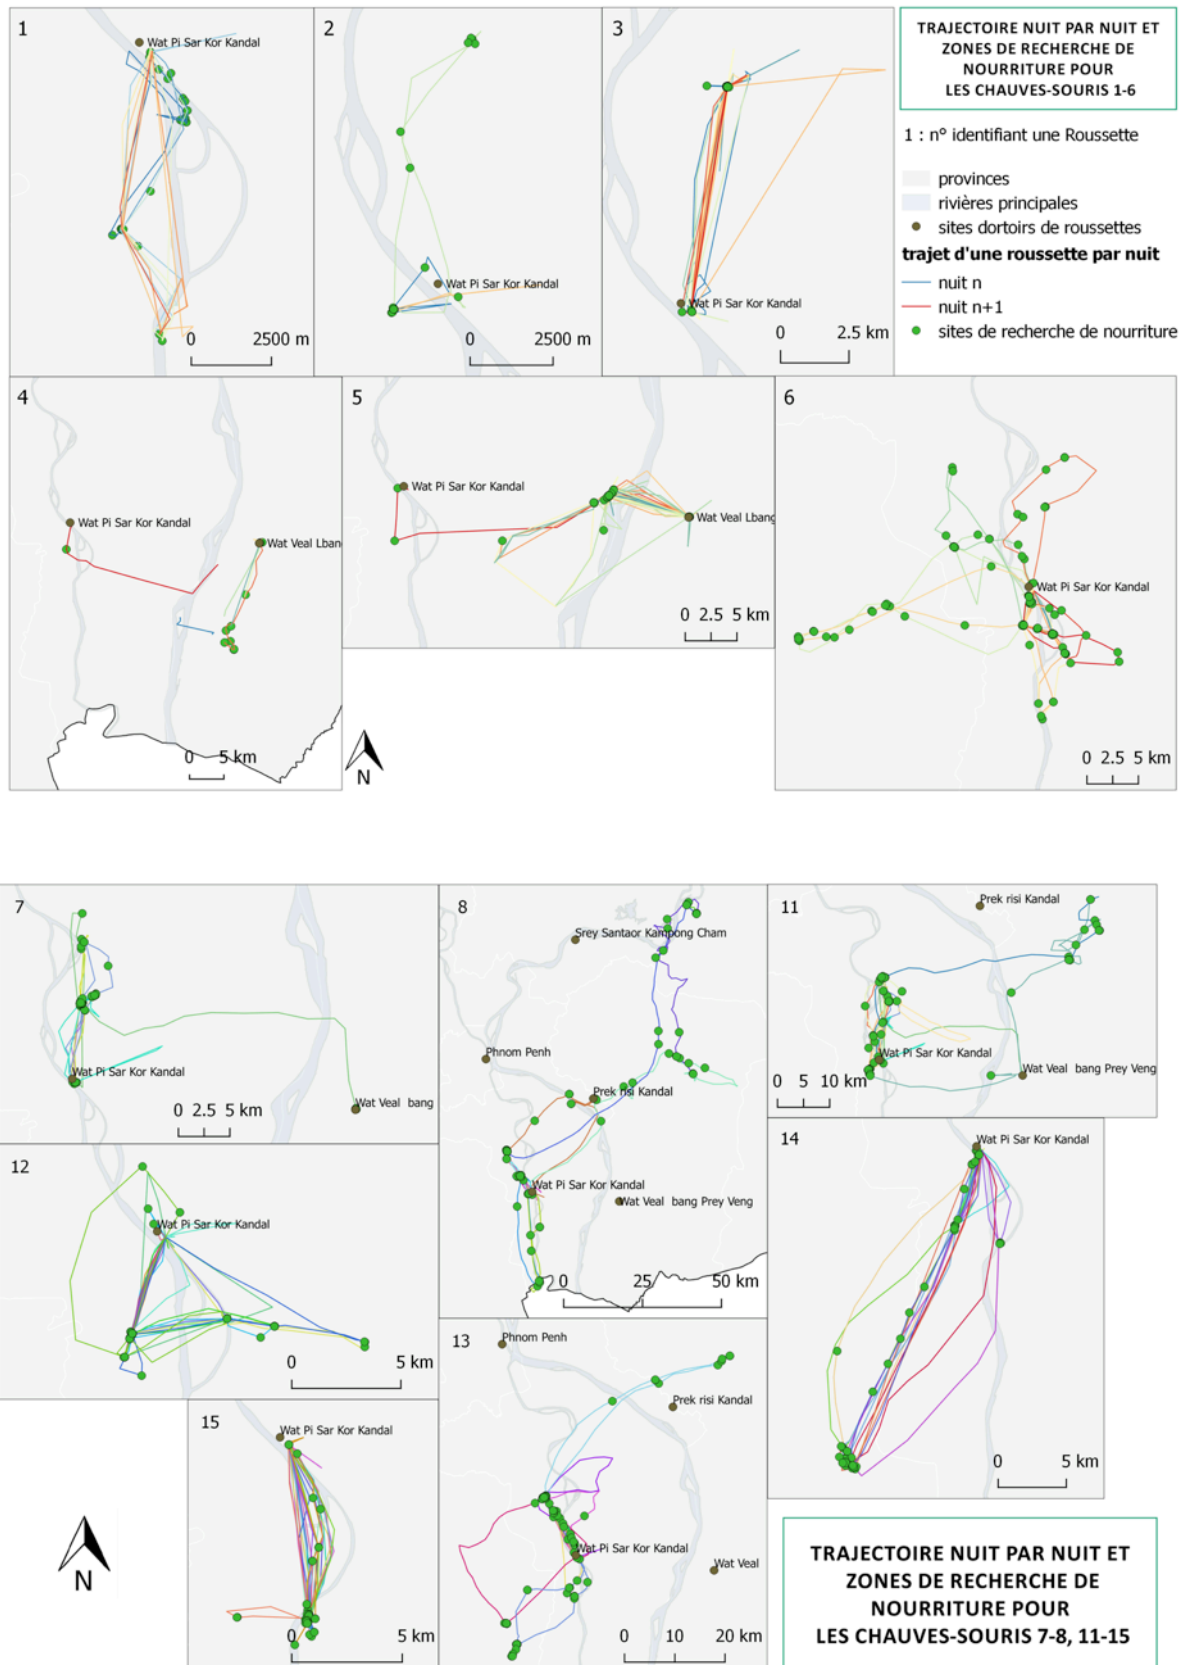 1
Wat Pi Sar Kor Kandal
0 2500 m
2
Wat Pi Sar Kor Kandal
0 2500 m
3
Wat Pi Sar Kor Kandal
0 2.5 km
TRAJECTOIRE NUIT PAR NUIT ET
ZONES DE RECHERCHE DE
NOURRITURE POUR
LES CHAUVES-SOURIS 1-6
1 : n° identifiant une Roussette
provinces
rivières principales
sites dortoirs de roussettes
trajet d'une roussette par nuit
nuit n
nuit n+1
sites de recherche de nourriture
4
Wat Pi Sar Kor Kandal
Wat Veal Lban
0 5 km
5
Wat Pi Sar Kor Kandal
Wat Veal Lbang
0 2.5 5 km
N
6
Wat Pi Sar Kor Kandal
0 2.5 5 km
7
Wat Pi Sar Kor Kandal
0 2.5 5 km
Wat Veal bang
8
Srey Santaor Kampong Cham
Phnom Penh
Prek risi Kandal
Wat Pi Sar Kor Kandal
Wat Veal bang Prey Veng
0 25 50 km
11
Prek risi Kandal
Wat Pi Sar Kor Kandal
Wat Veal bang Prey Veng
0 5 10 km
12
Wat Pi Sar Kor Kandal
0 5 km
13
Phnom Penh
Prek risi Kandal
Wat Pi Sar Kor Kandal
Wat Veal
0 10 20 km
14
Wat Pi Sar Kor Kandal
0 5 km
15
Wat Pi Sar Kor Kandal
0 5 km
N
TRAJECTOIRE NUIT PAR NUIT ET
ZONES DE RECHERCHE DE
NOURRITURE POUR
LES CHAUVES-SOURIS 7-8, 11-15